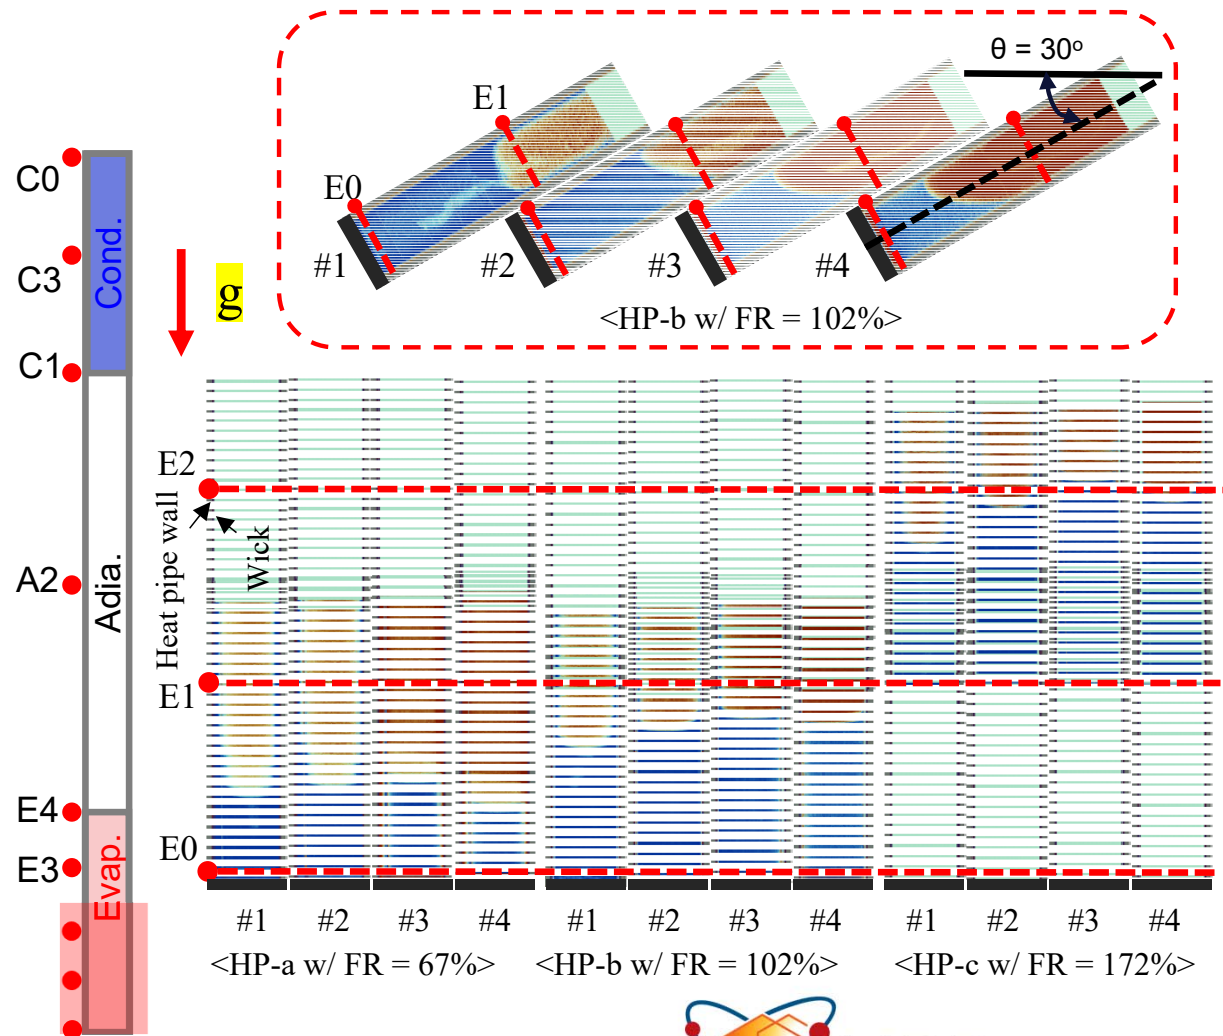 θ = 30º
E1
E0
#1
#2
#3
#4
<HP-b w/ FR = 102%>
C0
C3
C1
Cond.
g
E2
Heat pipe wall
Wick
A2
Adia.
E1
E4
E3
E0
Evap.
#1 #2 #3 #4 #1 #2 #3 #4 #1 #2 #3 #4
<HP-a w/ FR = 67%> <HP-b w/ FR = 102%> <HP-c w/ FR = 172%>